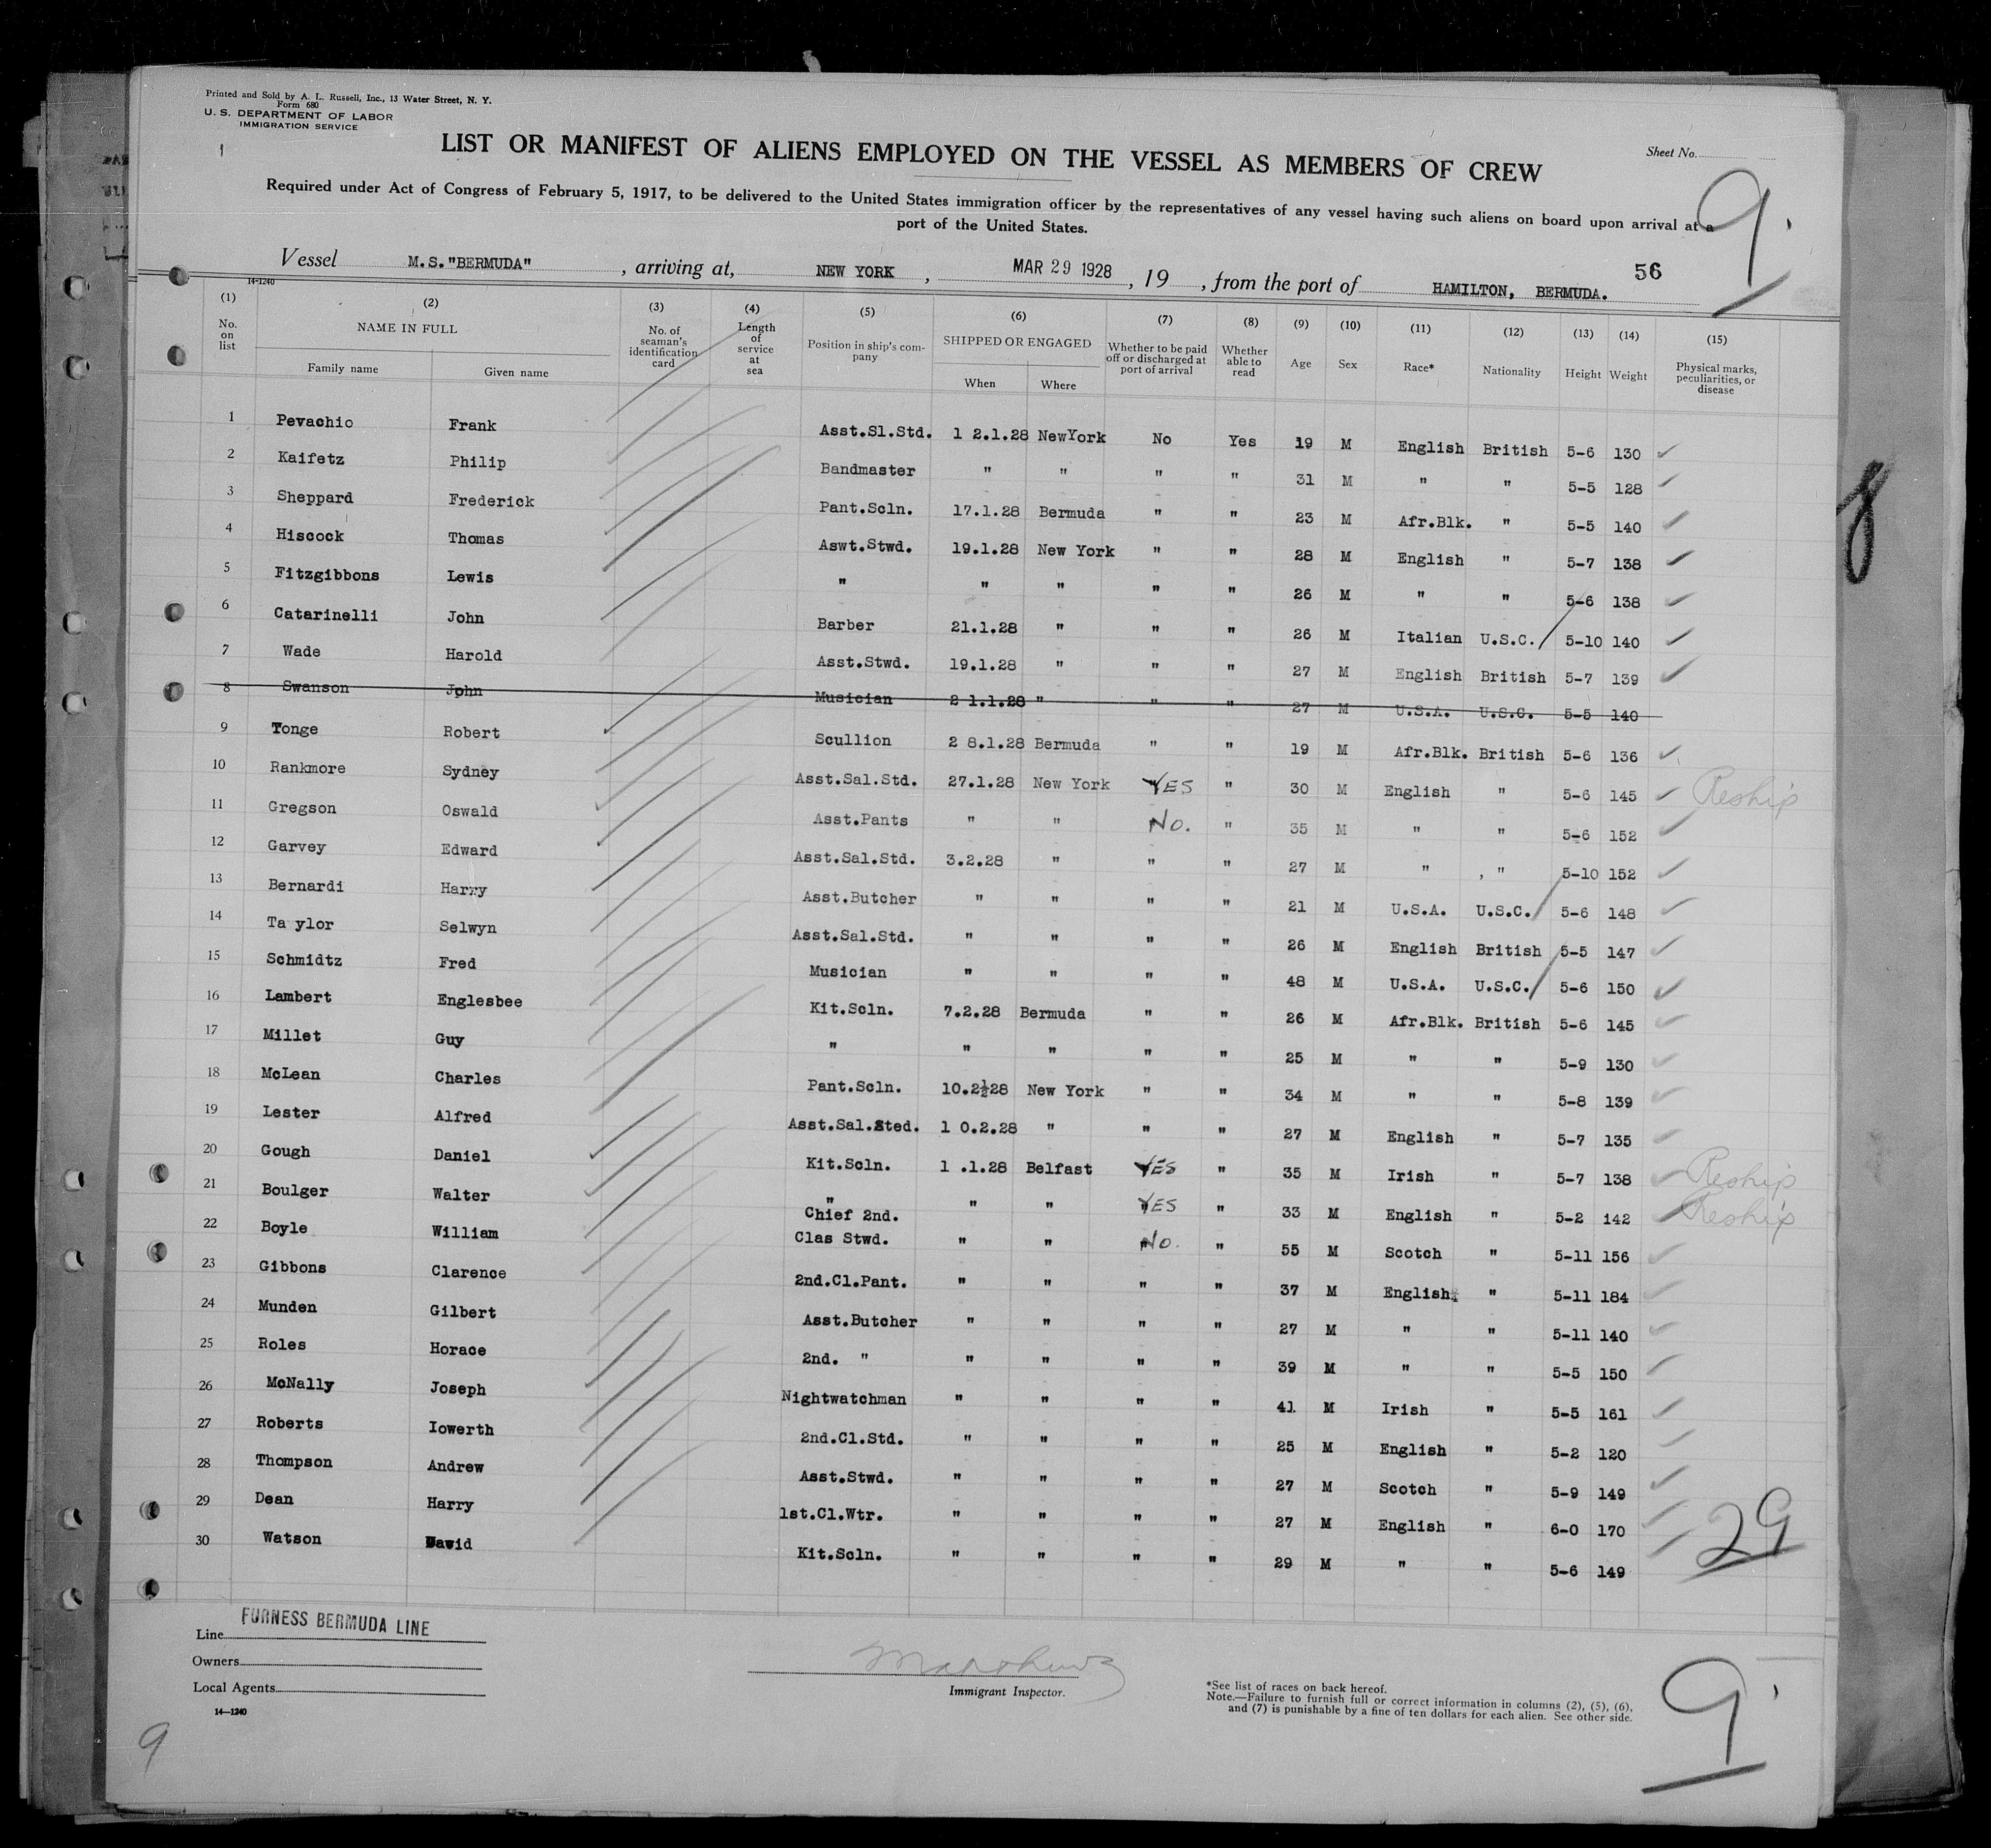 Printed and Sold by A. L. Russell, Inc., 13 Water Street, N. Y.
Form 680
U. S. DEPARTMENT OF LABOR
IMMIGRATION SERVICE
LIST OR MANIFEST OF ALIENS EMPLOYED ON THE VESSEL AS MEMBERS OF CREW
Sheet No.
9.
Required under Act of Congress of February 5, 1917, to be delivered to the United States immigration officer by the representatives of any vessel having such aliens on board upon arrival at a
port of the United States.
Vessel M.S."BERMUDA", arriving at, NEW YORK, MAR 29 1928, 19 , from the port of HAMILTON, BERMUDA. 56
14-1240
(1) (2) (3) (4) (5) (6) (7) (8) (9) (10) (11) (12) (13) (14) (15)
No. on list NAME IN FULL Family name Given name No. of seaman's identification card Length of service at sea Position in ship's company SHIPPED OR ENGAGED When Where Whether to be paid off or discharged at port of arrival Whether able to read Age Sex Race* Nationality Height Weight Physical marks, peculiarities, or disease
1 Pevachio Frank Asst.Sl.Std. 1 2.1.28 NewYork No Yes 19 M English British 5-6 130
2 Kaifetz Philip Bandmaster " " " " 31 M " " 5-5 128
3 Sheppard Frederick Pant.Scln. 17.1.28 Bermuda " " 23 M Afr.Blk. " 5-5 140
4 Hiscock Thomas Aswt.Stwd. 19.1.28 New York " " 28 M English " 5-7 138
5 Fitzgibbons Lewis " " " " " 26 M " " 5-6 138
6 Catarinelli John Barber 21.1.28 " " " 26 M Italian U.S.C. 5-10 140
7 Wade Harold Asst.Stwd. 19.1.28 " " " 27 M English British 5-7 139
8 Swanson John Musician 2 1.1.28 " " " 27 M U.S.A. U.S.C. 5-5 140
9 Tonge Robert Scullion 2 8.1.28 Bermuda " " 19 M Afr.Blk. British 5-6 136
10 Rankmore Sydney Asst.Sal.Std. 27.1.28 New York YES " 30 M English " 5-6 145 Reship
11 Gregson Oswald Asst.Pants " " No. " 35 M " " 5-6 152
12 Garvey Edward Asst.Sal.Std. 3.2.28 " " " 27 M " " 5-10 152
13 Bernardi Harry Asst.Butcher " " " " 21 M U.S.A. U.S.C. 5-6 148
14 Ta ylor Selwyn Asst.Sal.Std. " " " " 26 M English British 5-5 147
15 Schmidtz Fred Musician " " " " 48 M U.S.A. U.S.C. 5-6 150
16 Lambert Englesbee Kit.Scln. 7.2.28 Bermuda " " 26 M Afr.Blk. British 5-6 145
17 Millet Guy " " " " " 25 M " " 5-9 130
18 McLean Charles Pant.Scln. 10.2½28 New York " " 34 M " " 5-8 139
19 Lester Alfred Asst.Sal.Sted. 1 0.2.28 " " " 27 M English " 5-7 135
20 Gough Daniel Kit.Scln. 1 .1.28 Belfast YES " 35 M Irish " 5-7 138 Reship
21 Boulger Walter " " " YES " 33 M English " 5-2 142 Reship
22 Boyle William Chief 2nd. Clas Stwd. " " No. " 55 M Scotch " 5-11 156
23 Gibbons Clarence 2nd.Cl.Pant. " " " " 37 M English " 5-11 184
24 Munden Gilbert Asst.Butcher " " " " 27 M " " 5-11 140
25 Roles Horace 2nd. " " " " " 39 M " " 5-5 150
26 McNally Joseph Nightwatchman " " " " 41 M Irish " 5-5 161
27 Roberts Iowerth 2nd.Cl.Std. " " " " 25 M English " 5-2 120
28 Thompson Andrew Asst.Stwd. " " " " 27 M Scotch " 5-9 149
29 Dean Harry 1st.Cl.Wtr. " " " " 27 M English " 6-0 170
30 Watson David Kit.Scln. " " " " 29 M " " 5-6 149
29
8
Line FURNESS BERMUDA LINE
Owners
Local Agents
14-1240
Immigrant Inspector.
*See list of races on back hereof.
Note.—Failure to furnish full or correct information in columns (2), (5), (6),
and (7) is punishable by a fine of ten dollars for each alien. See other side.
9
9